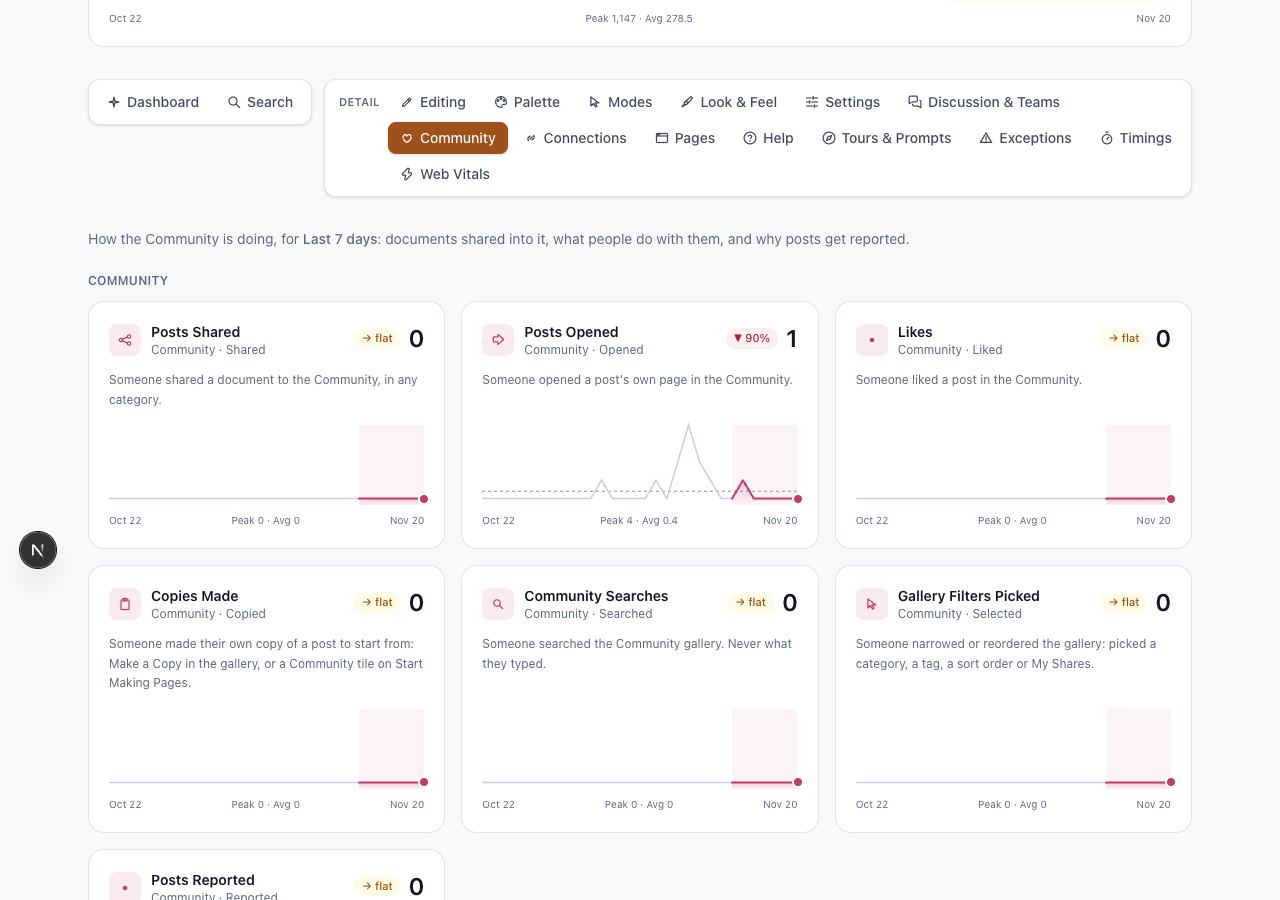 Oct 22 Peak 1,147 · Avg 278.5 Nov 20
Dashboard Search
DETAIL Editing Palette Modes Look & Feel Settings Discussion & Teams
Community Connections Pages Help Tours & Prompts Exceptions Timings
Web Vitals
How the Community is doing, for Last 7 days: documents shared into it, what people do with them, and why posts get reported.
COMMUNITY
Posts Shared
Community · Shared
→ flat 0
Someone shared a document to the Community, in any
category.
Oct 22 Peak 0 · Avg 0 Nov 20
Posts Opened
Community · Opened
▼ 90% 1
Someone opened a post's own page in the Community.
Oct 22 Peak 4 · Avg 0.4 Nov 20
Likes
Community · Liked
→ flat 0
Someone liked a post in the Community.
Oct 22 Peak 0 · Avg 0 Nov 20
N
Copies Made
Community · Copied
→ flat 0
Someone made their own copy of a post to start from:
Make a Copy in the gallery, or a Community tile on Start
Making Pages.
Oct 22 Peak 0 · Avg 0 Nov 20
Community Searches
Community · Searched
→ flat 0
Someone searched the Community gallery. Never what
they typed.
Oct 22 Peak 0 · Avg 0 Nov 20
Gallery Filters Picked
Community · Selected
→ flat 0
Someone narrowed or reordered the gallery: picked a
category, a tag, a sort order or My Shares.
Oct 22 Peak 0 · Avg 0 Nov 20
Posts Reported
Community · Reported
→ flat 0